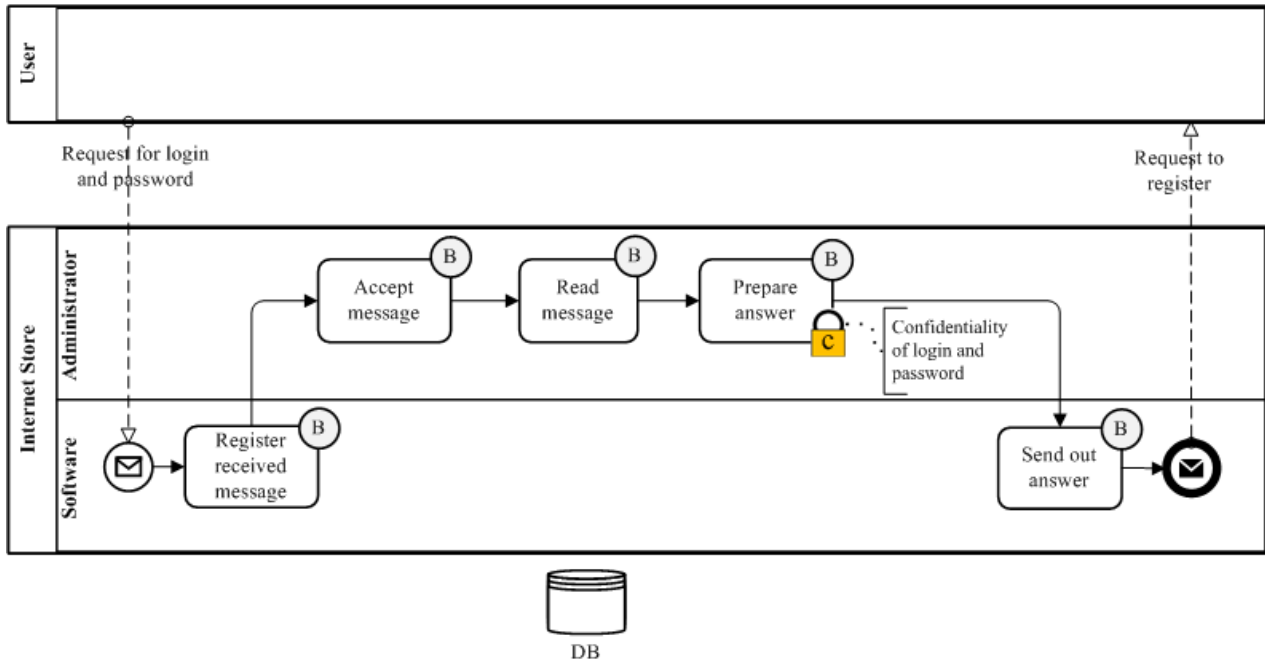 User
Request for login
and password
Request to
register
Internet Store
Administrator
B
Accept
message
B
Read
message
B
Prepare
answer
C
Confidentiality
of login and
password
Software
B
Register
received
message
B
Send out
answer
DB